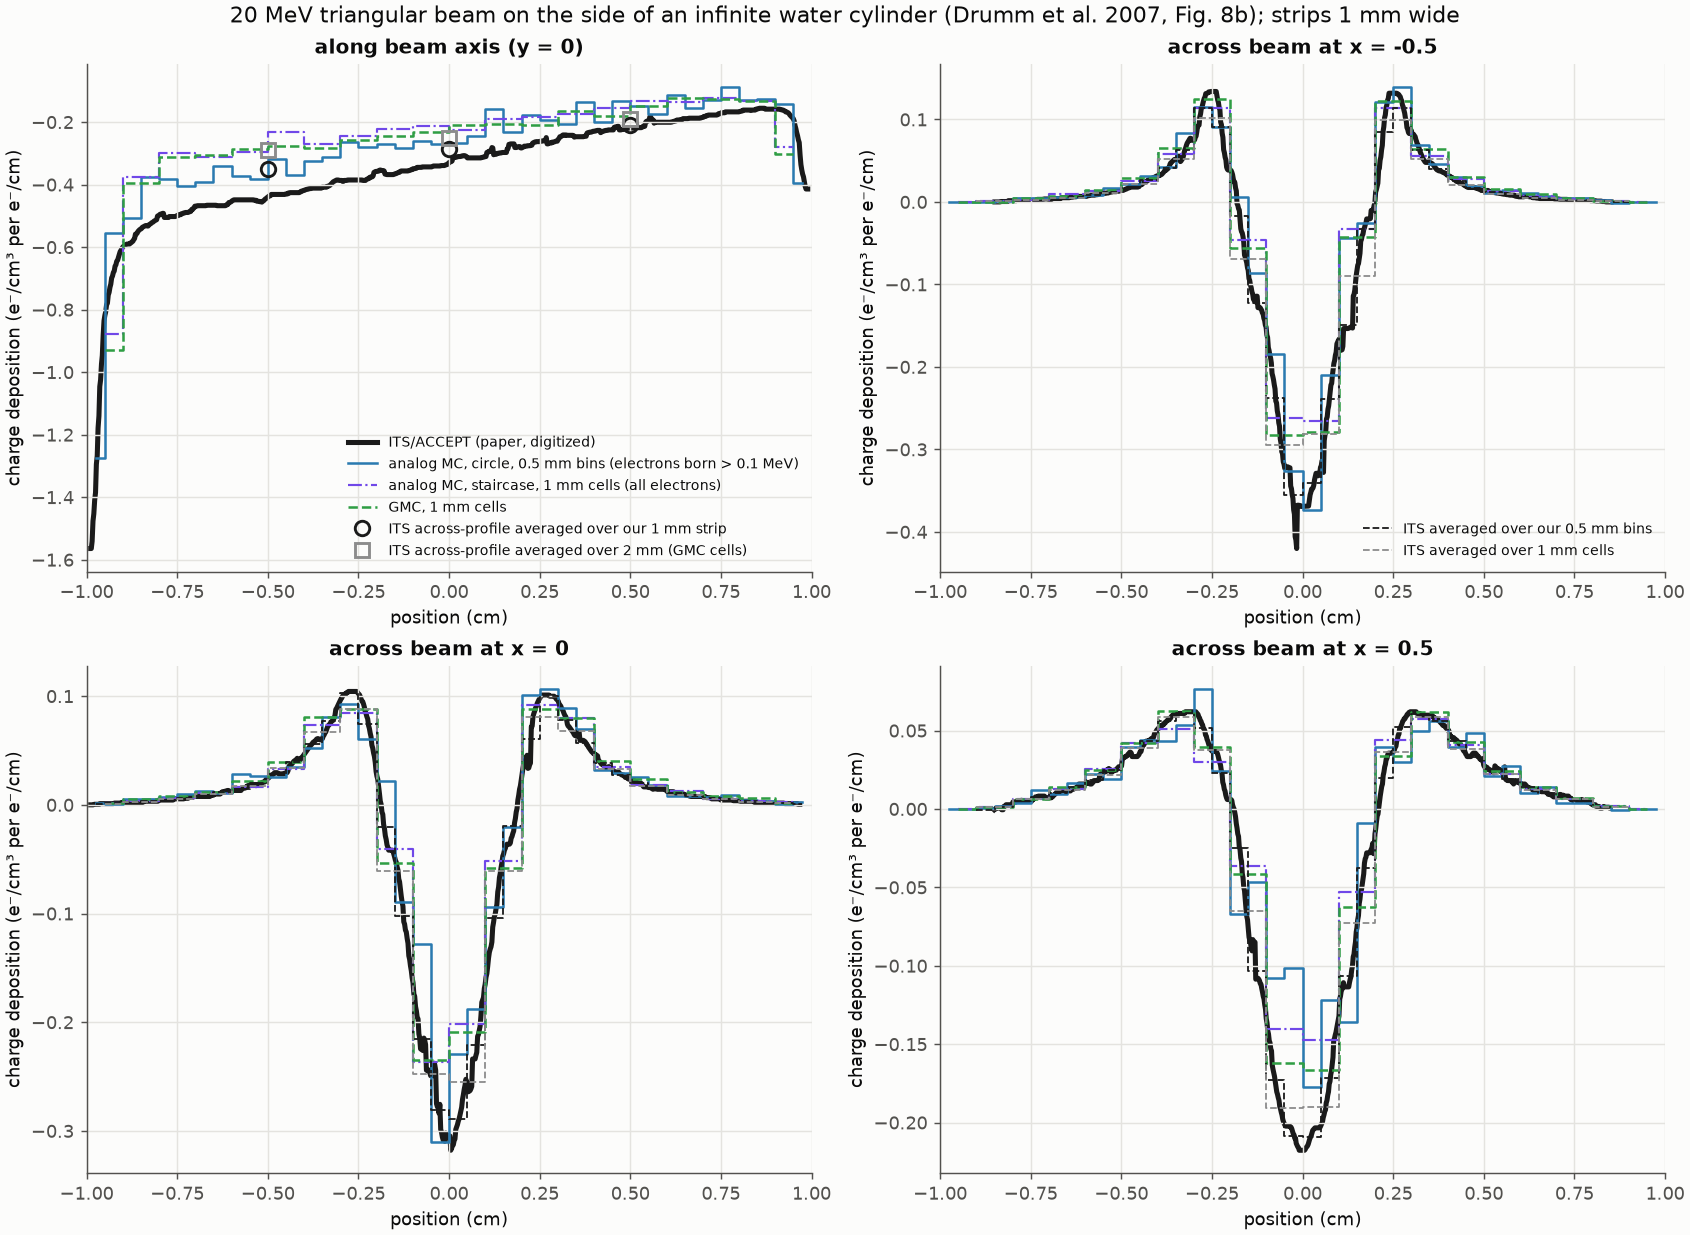 20 MeV triangular beam on the side of an infinite water cylinder (Drumm et al. 2007, Fig. 8b); strips 1 mm wide
along beam axis (y = 0)
−0.2
−0.4
−0.6
−0.8
−1.0
−1.2
−1.4
−1.6
charge deposition (e⁻/cm³ per e⁻/cm)
ITS/ACCEPT (paper, digitized)
analog MC, circle, 0.5 mm bins (electrons born > 0.1 MeV)
analog MC, staircase, 1 mm cells (all electrons)
GMC, 1 mm cells
ITS across-profile averaged over our 1 mm strip
ITS across-profile averaged over 2 mm (GMC cells)
−1.00 −0.75 −0.50 −0.25 0.00 0.25 0.50 0.75 1.00
position (cm)
across beam at x = -0.5
0.1
0.0
−0.1
−0.2
−0.3
−0.4
charge deposition (e⁻/cm³ per e⁻/cm)
ITS averaged over our 0.5 mm bins
ITS averaged over 1 mm cells
−1.00 −0.75 −0.50 −0.25 0.00 0.25 0.50 0.75 1.00
position (cm)
across beam at x = 0
0.1
0.0
−0.1
−0.2
−0.3
charge deposition (e⁻/cm³ per e⁻/cm)
−1.00 −0.75 −0.50 −0.25 0.00 0.25 0.50 0.75 1.00
position (cm)
across beam at x = 0.5
0.05
0.00
−0.05
−0.10
−0.15
−0.20
charge deposition (e⁻/cm³ per e⁻/cm)
−1.00 −0.75 −0.50 −0.25 0.00 0.25 0.50 0.75 1.00
position (cm)